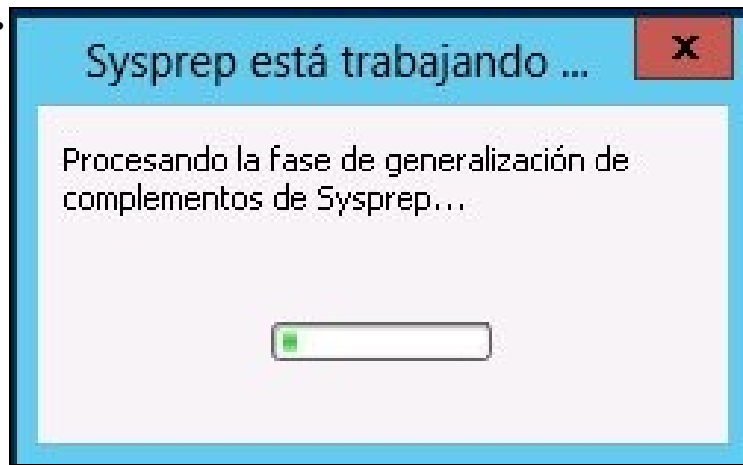 Sysprep está trabajando ...
Procesando la fase de generalización de
complementos de Sysprep...